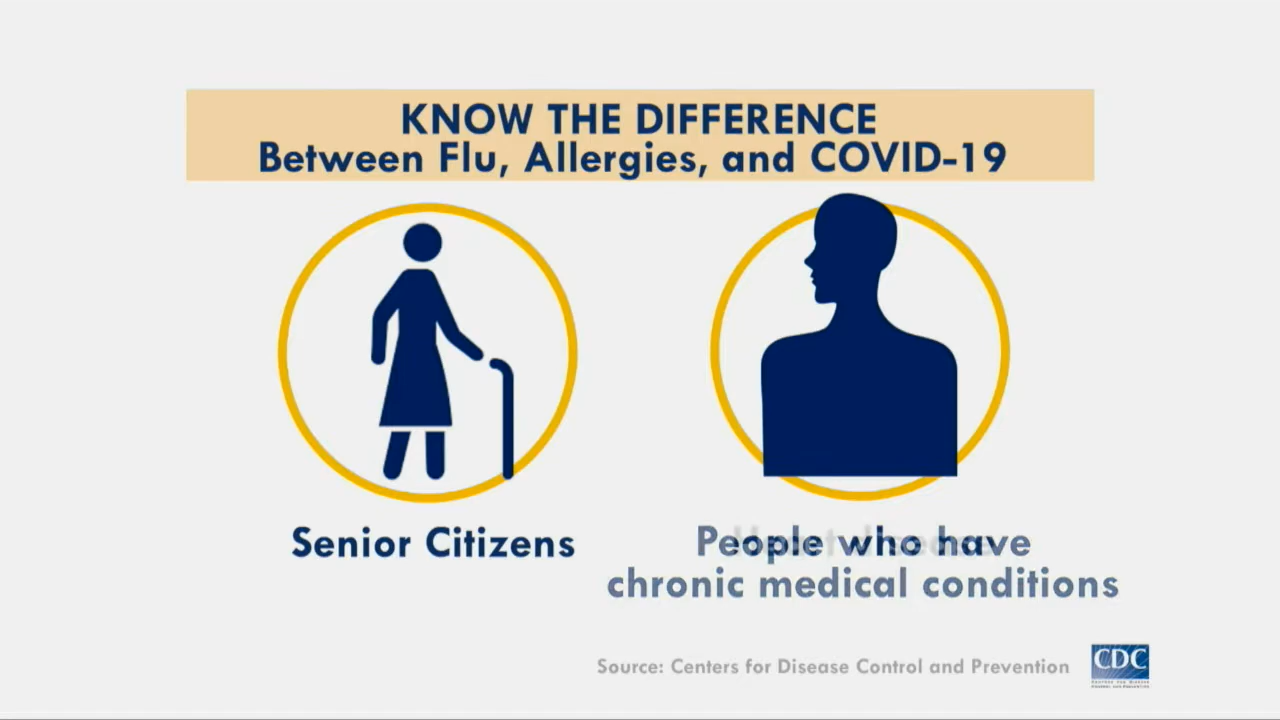 KNOW THE DIFFERENCE
Between Flu, Allergies, and COVID-19
Senior Citizens
People who have
chronic medical conditions
Source: Centers for Disease Control and Prevention
CDC